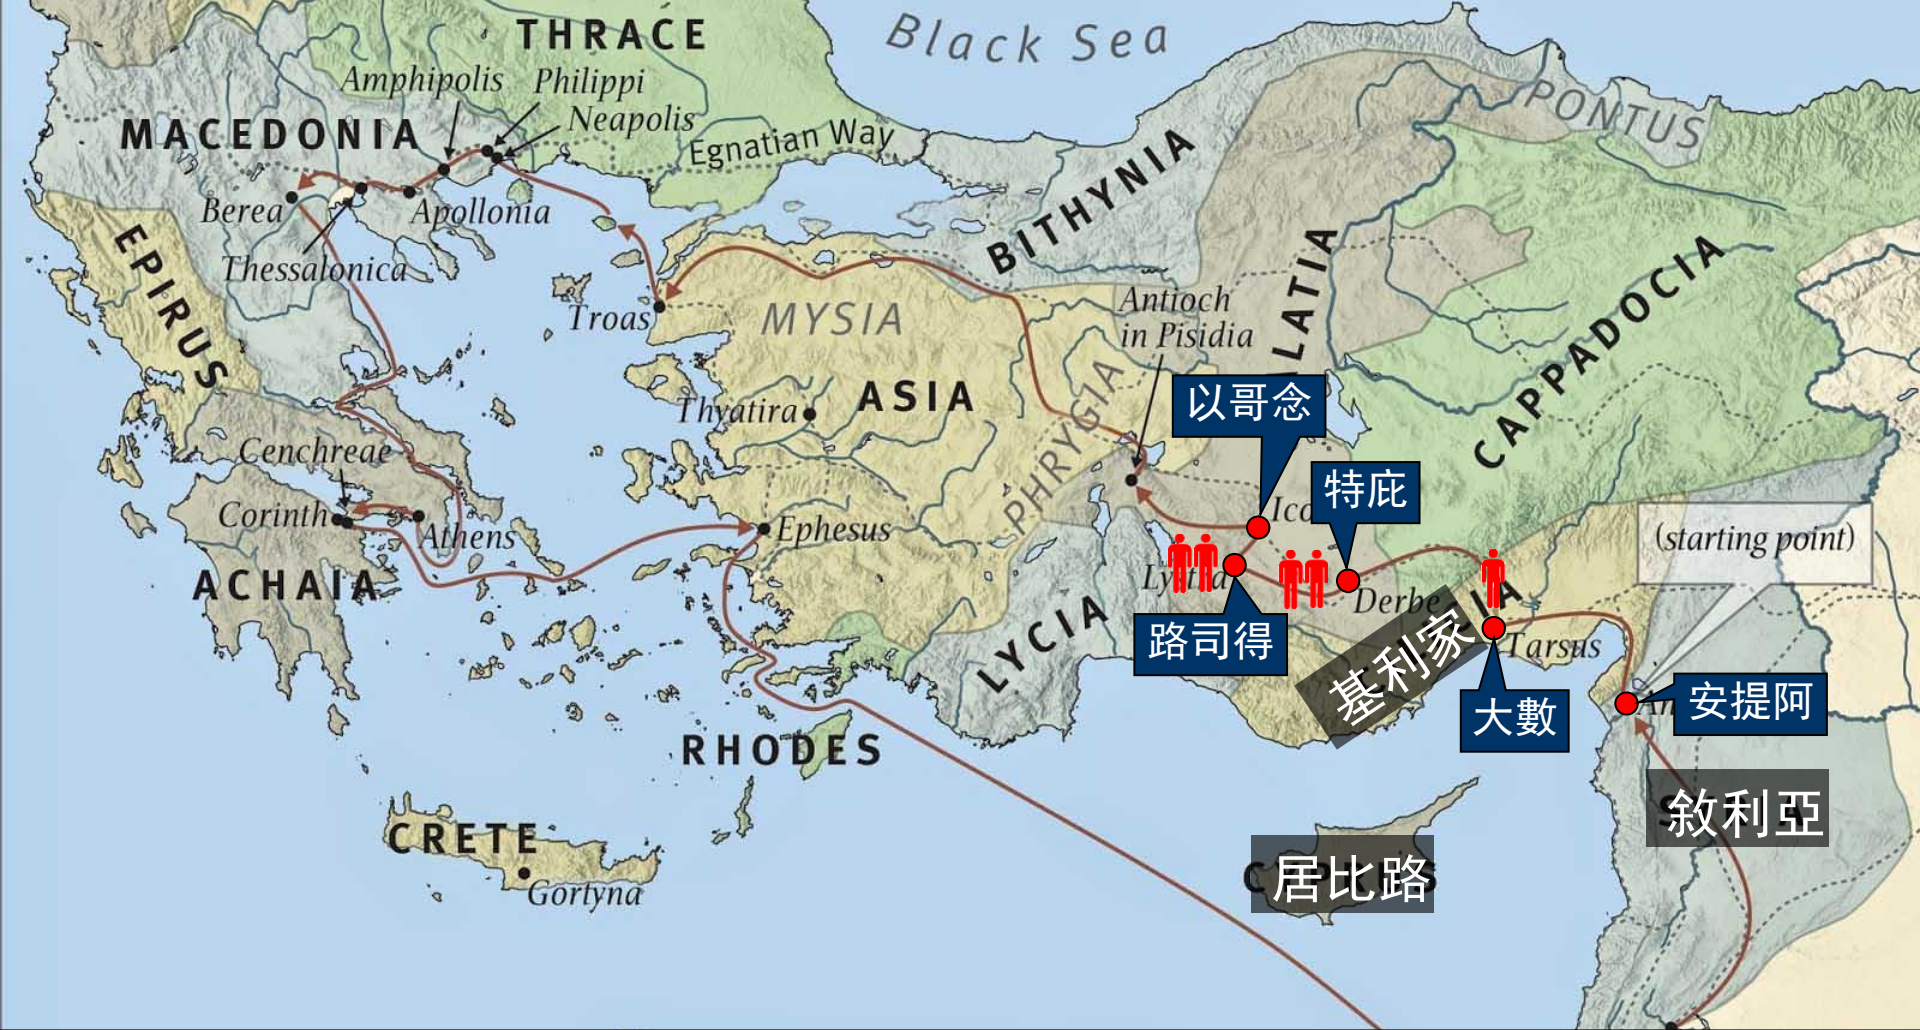 THRACE
Black Sea
Amphipolis
Philippi
Neapolis
MACEDONIA
Egnatian Way
PONTUS
BITHYNIA
Berea
Apollonia
Thessalonica
EPIRUS
Troas
MYSIA
Antioch
in Pisidia
LATIA
CAPPADOCIA
Thyatira
ASIA
PHRYGIA
以哥念
特庇
Cenchreae
Corinth
Athens
Ephesus
(starting point)
ACHAIA
Derbe
LYCIA
路司得
基利家
Tarsus
大數
安提阿
RHODES
敘利亞
CRETE
Gortyna
居比路